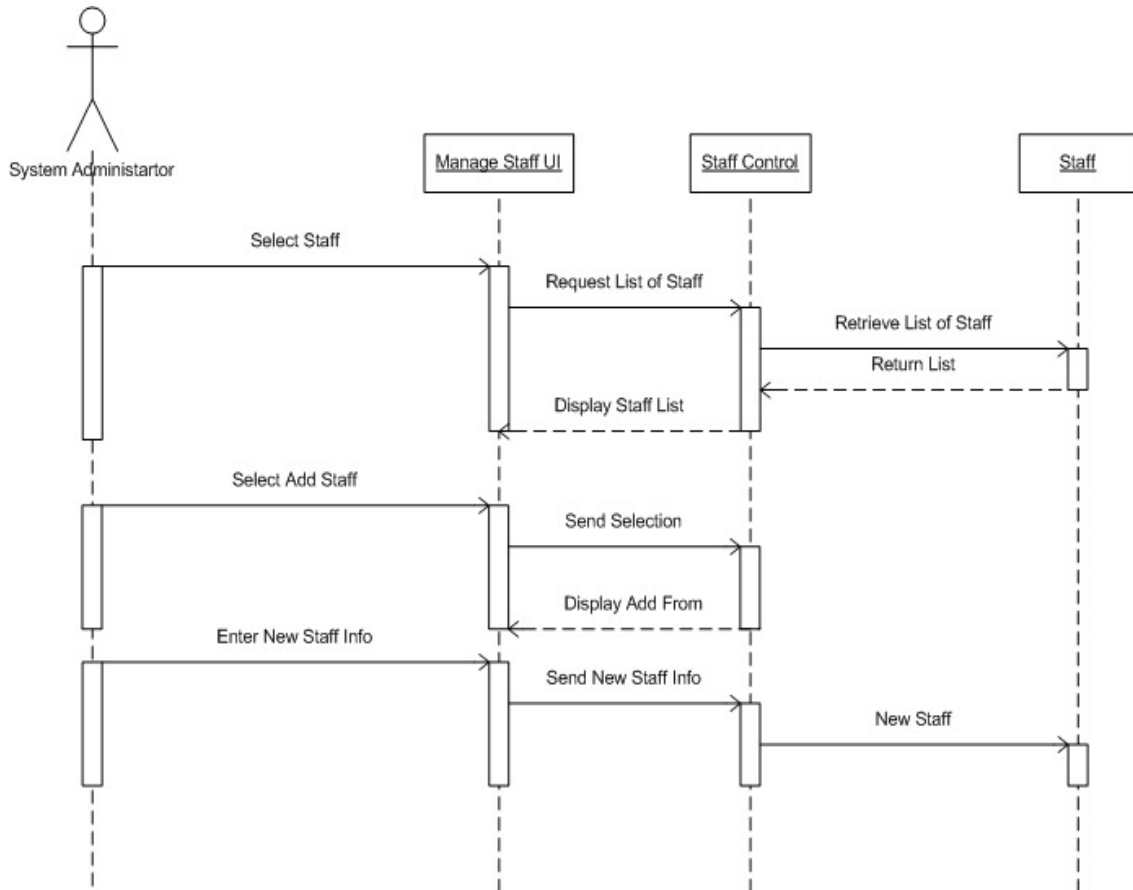 System Administartor
Manage Staff UI
Staff Control
Staff
Select Staff
Request List of Staff
Retrieve List of Staff
Return List
Display Staff List
Select Add Staff
Send Selection
Display Add From
Enter New Staff Info
Send New Staff Info
New Staff